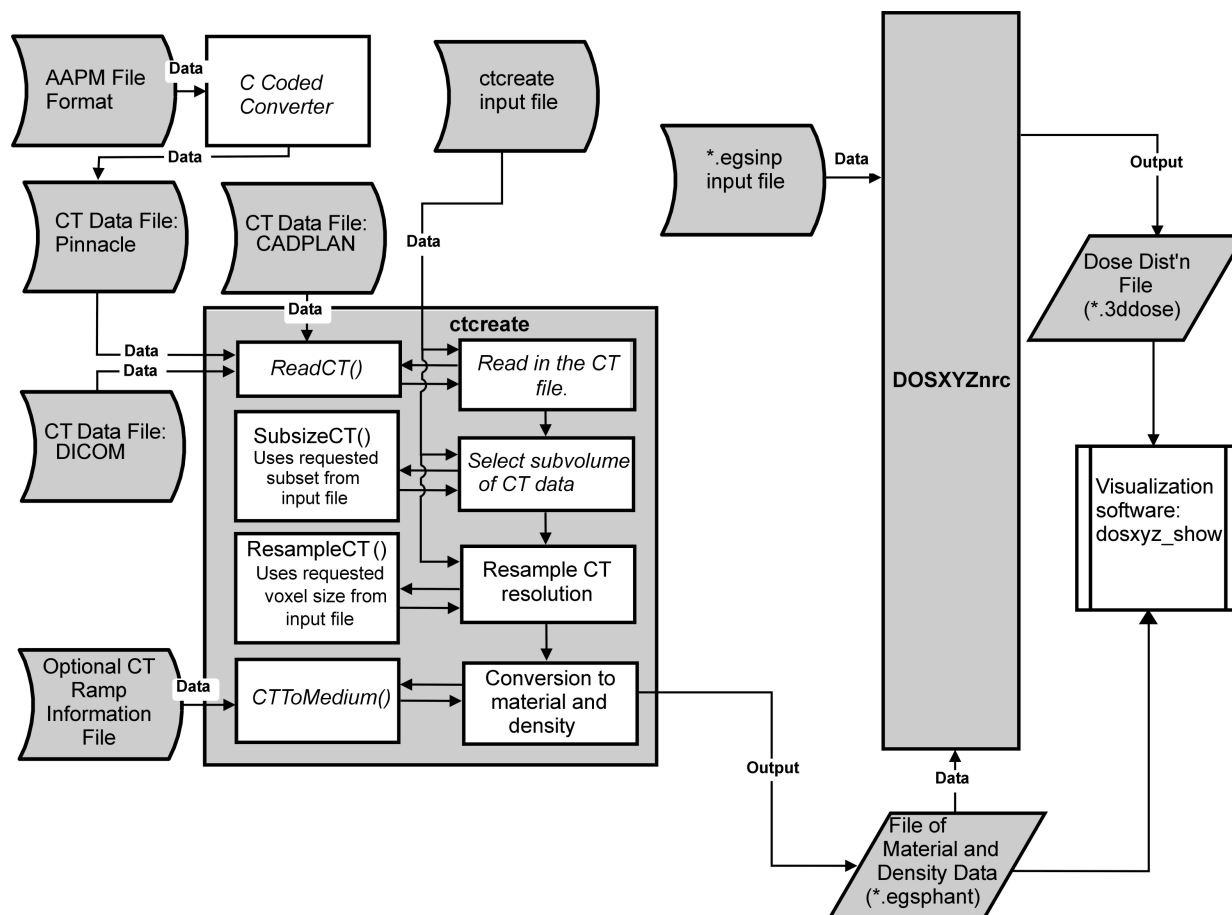 AAPM File
Format
Data
C Coded
Converter
ctcreate
input file
*.egsinp
input file
Data
DOSXYZnrc
Output
Dose Dist'n
File
(*.3ddose)
Visualization
software:
dosxyz_show
Data
CT Data File:
Pinnacle
CT Data File:
CADPLAN
Data
Data
ctcreate
Data
Data
ReadCT()
Read in the CT
file.
CT Data File:
DICOM
SubsizeCT()
Uses requested
subset from
input file
Select subvolume
of CT data
ResampleCT()
Uses requested
voxel size from
input file
Resample CT
resolution
Optional CT
Ramp
Information
File
Data
CTToMedium()
Conversion to
material and
density
Output
Data
File of
Material and
Density Data
(*.egsphant)